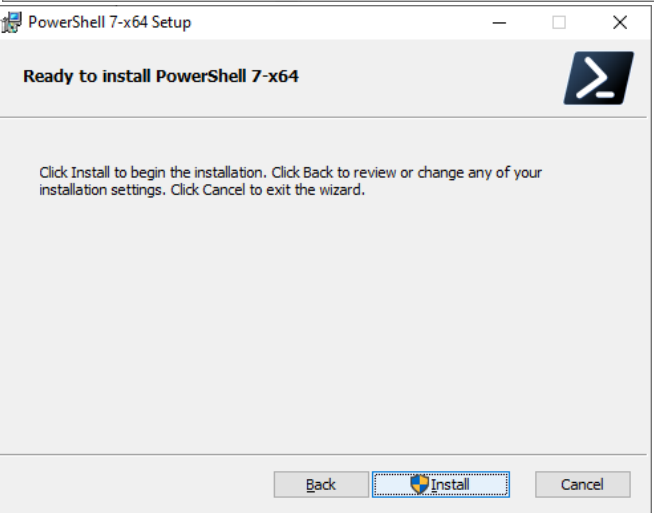 PowerShell 7-x64 Setup
Ready to install PowerShell 7-x64
Click Install to begin the installation. Click Back to review or change any of your
installation settings. Click Cancel to exit the wizard.
Back
Install
Cancel